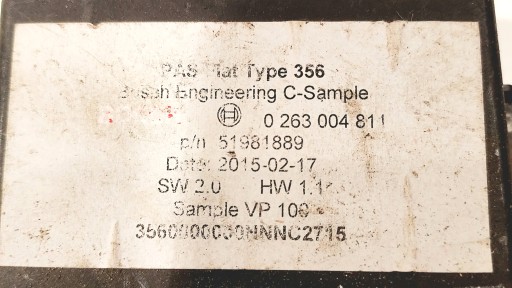 PAS Fiat Type 356
Bosch Engineering C-Sample
0 263 004 811
p/n 51981889
Date: 2015-02-17
SW 2.0 HW 1.1
Sample VP 100